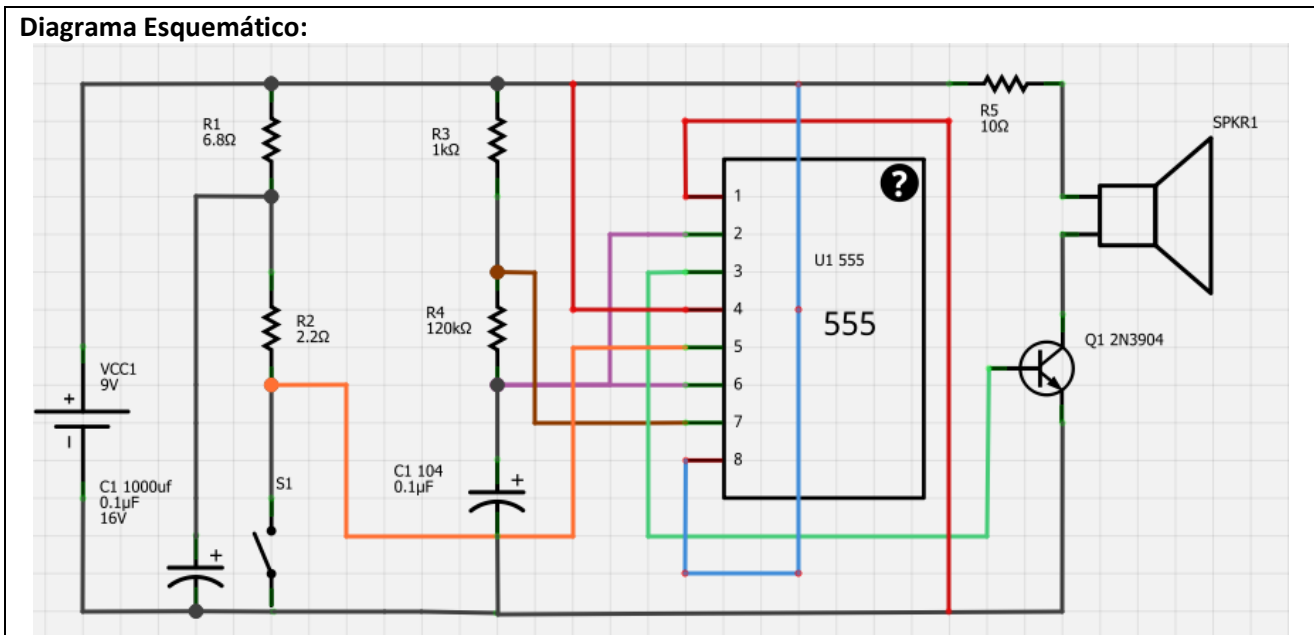 Diagrama Esquemático:
R1
6.8Ω
R3
1kΩ
R5
10Ω
SPKR1
?
1
2
3
4
5
6
7
8
U1 555
555
R2
2.2Ω
R4
120kΩ
Q1 2N3904
VCC1
9V
+
C1 1000uf
0.1µF
16V
+
S1
C1 104
0.1µF
+